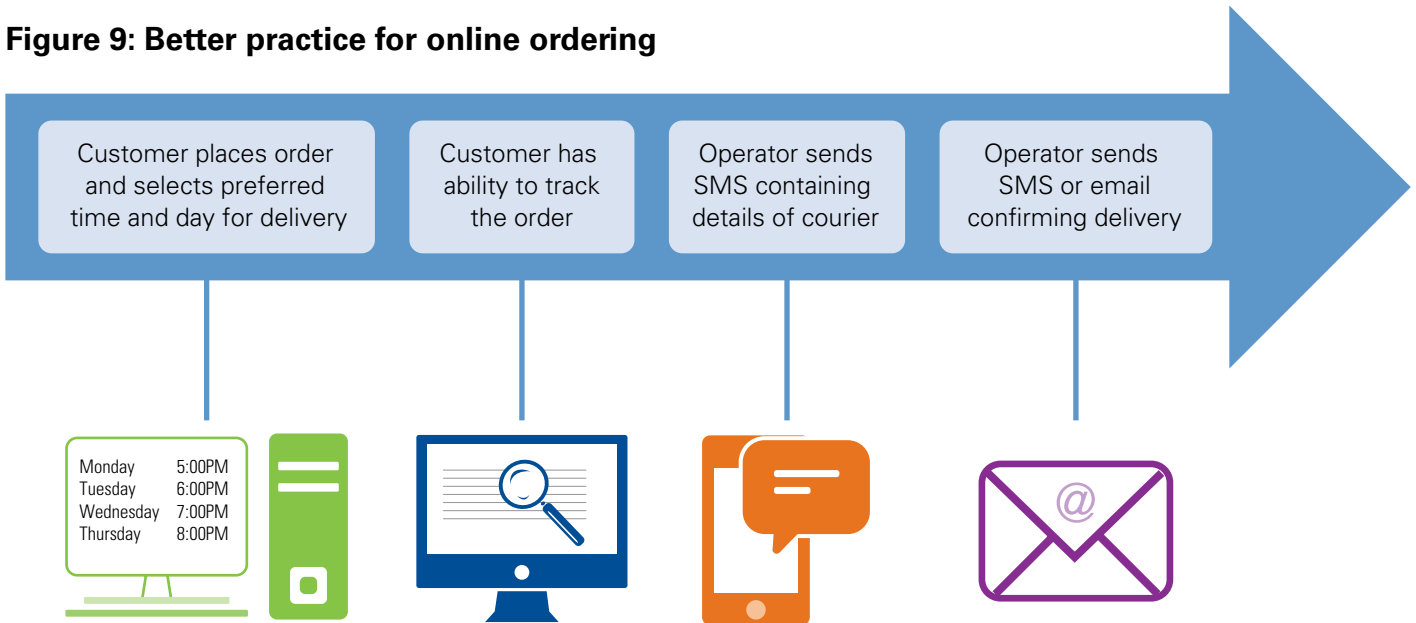 Figure 9: Better practice for online ordering
Customer places order
and selects preferred
time and day for delivery
Customer has
ability to track
the order
Operator sends
SMS containing
details of courier
Operator sends
SMS or email
confirming delivery
Monday 5:00PM
Tuesday 6:00PM
Wednesday 7:00PM
Thursday 8:00PM
@